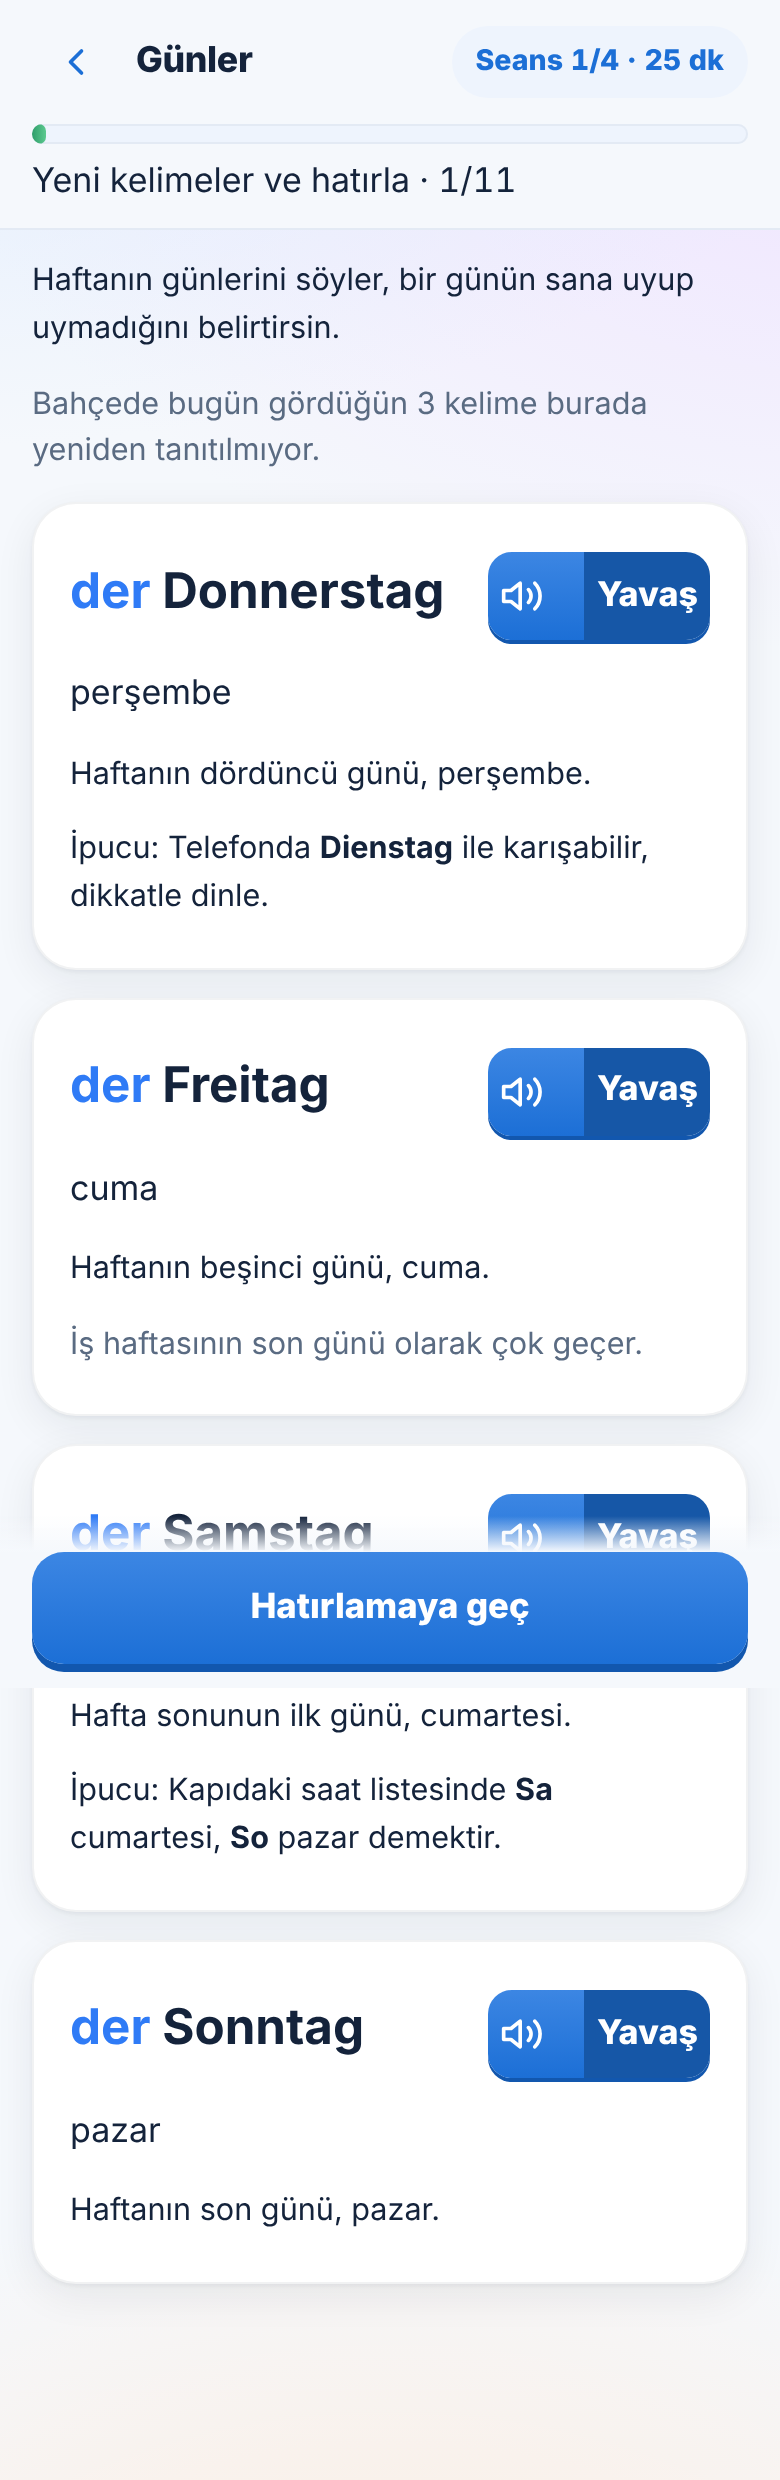 Günler
Seans 1/4 · 25 dk
Yeni kelimeler ve hatırla · 1/11
Haftanın günlerini söyler, bir günün sana uyup
uymadığını belirtirsin.
Bahçede bugün gördüğün 3 kelime burada
yeniden tanıtılmıyor.
der Donnerstag
Yavaş
perşembe
Haftanın dördüncü günü, perşembe.
İpucu: Telefonda Dienstag ile karışabilir,
dikkatle dinle.
der Freitag
Yavaş
cuma
Haftanın beşinci günü, cuma.
İş haftasının son günü olarak çok geçer.
der Samstag
Yavaş
Hatırlamaya geç
Hafta sonunun ilk günü, cumartesi.
İpucu: Kapıdaki saat listesinde Sa
cumartesi, So pazar demektir.
der Sonntag
Yavaş
pazar
Haftanın son günü, pazar.